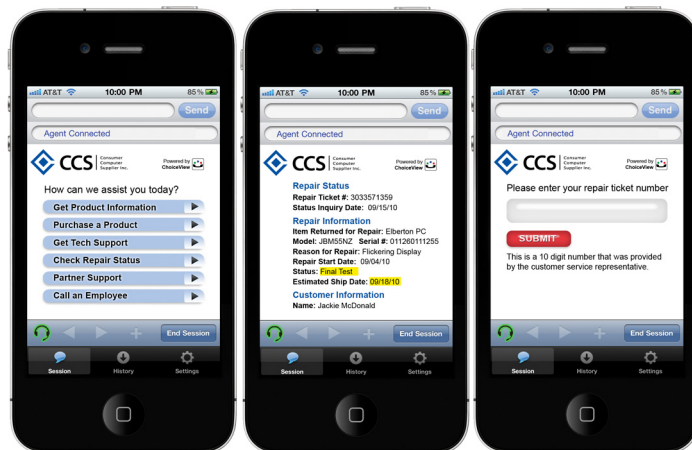 AT&T 10:00 PM 85%
Send
Agent Connected
CCS Consumer Computer Supplier Inc. Powered by ChoiceView
How can we assist you today?
Get Product Information
Purchase a Product
Get Tech Support
Check Repair Status
Partner Support
Call an Employee
End Session
Session History Settings
AT&T 10:00 PM 85%
Send
Agent Connected
CCS Consumer Computer Supplier Inc. Powered by ChoiceView
Repair Status
Repair Ticket #: 3033571359
Status Inquiry Date: 09/15/10
Repair Information
Item Returned for Repair: Elberton PC
Model: JBM55NZ Serial #: 011260111255
Reason for Repair: Flickering Display
Repair Start Date: 09/04/10
Status: Final Test
Estimated Ship Date: 09/18/10
Customer Information
Name: Jackie McDonald
End Session
Session History Settings
AT&T 10:00 PM 85%
Send
Agent Connected
CCS Consumer Computer Supplier Inc. Powered by ChoiceView
Please enter your repair ticket number
SUBMIT
This is a 10 digit number that was provided
by the customer service representative.
End Session
Session History Settings